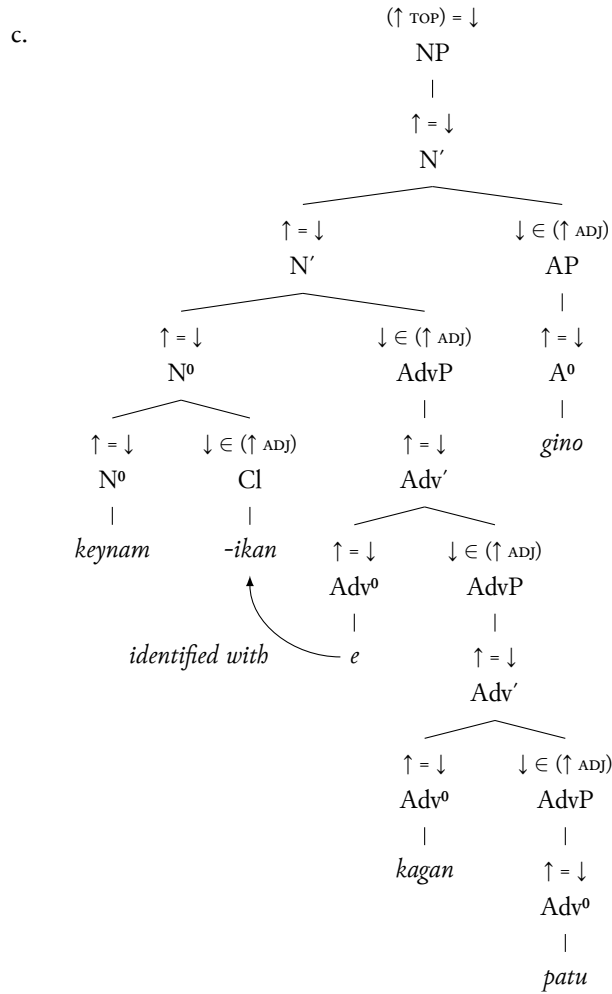 c.
(↑ TOP) = ↓
NP
↑ = ↓
N′
↑ = ↓ ↓ ∈ (↑ ADJ)
N′ AP
↑ = ↓ ↓ ∈ (↑ ADJ) ↑ = ↓
N⁰ AdvP A⁰
↑ = ↓ ↓ ∈ (↑ ADJ) ↑ = ↓ gino
N⁰ Cl Adv′
keynam -ikan ↑ = ↓ ↓ ∈ (↑ ADJ)
Adv⁰ AdvP
identified with e ↑ = ↓
Adv′
↑ = ↓ ↓ ∈ (↑ ADJ)
Adv⁰ AdvP
kagan ↑ = ↓
Adv⁰
patu